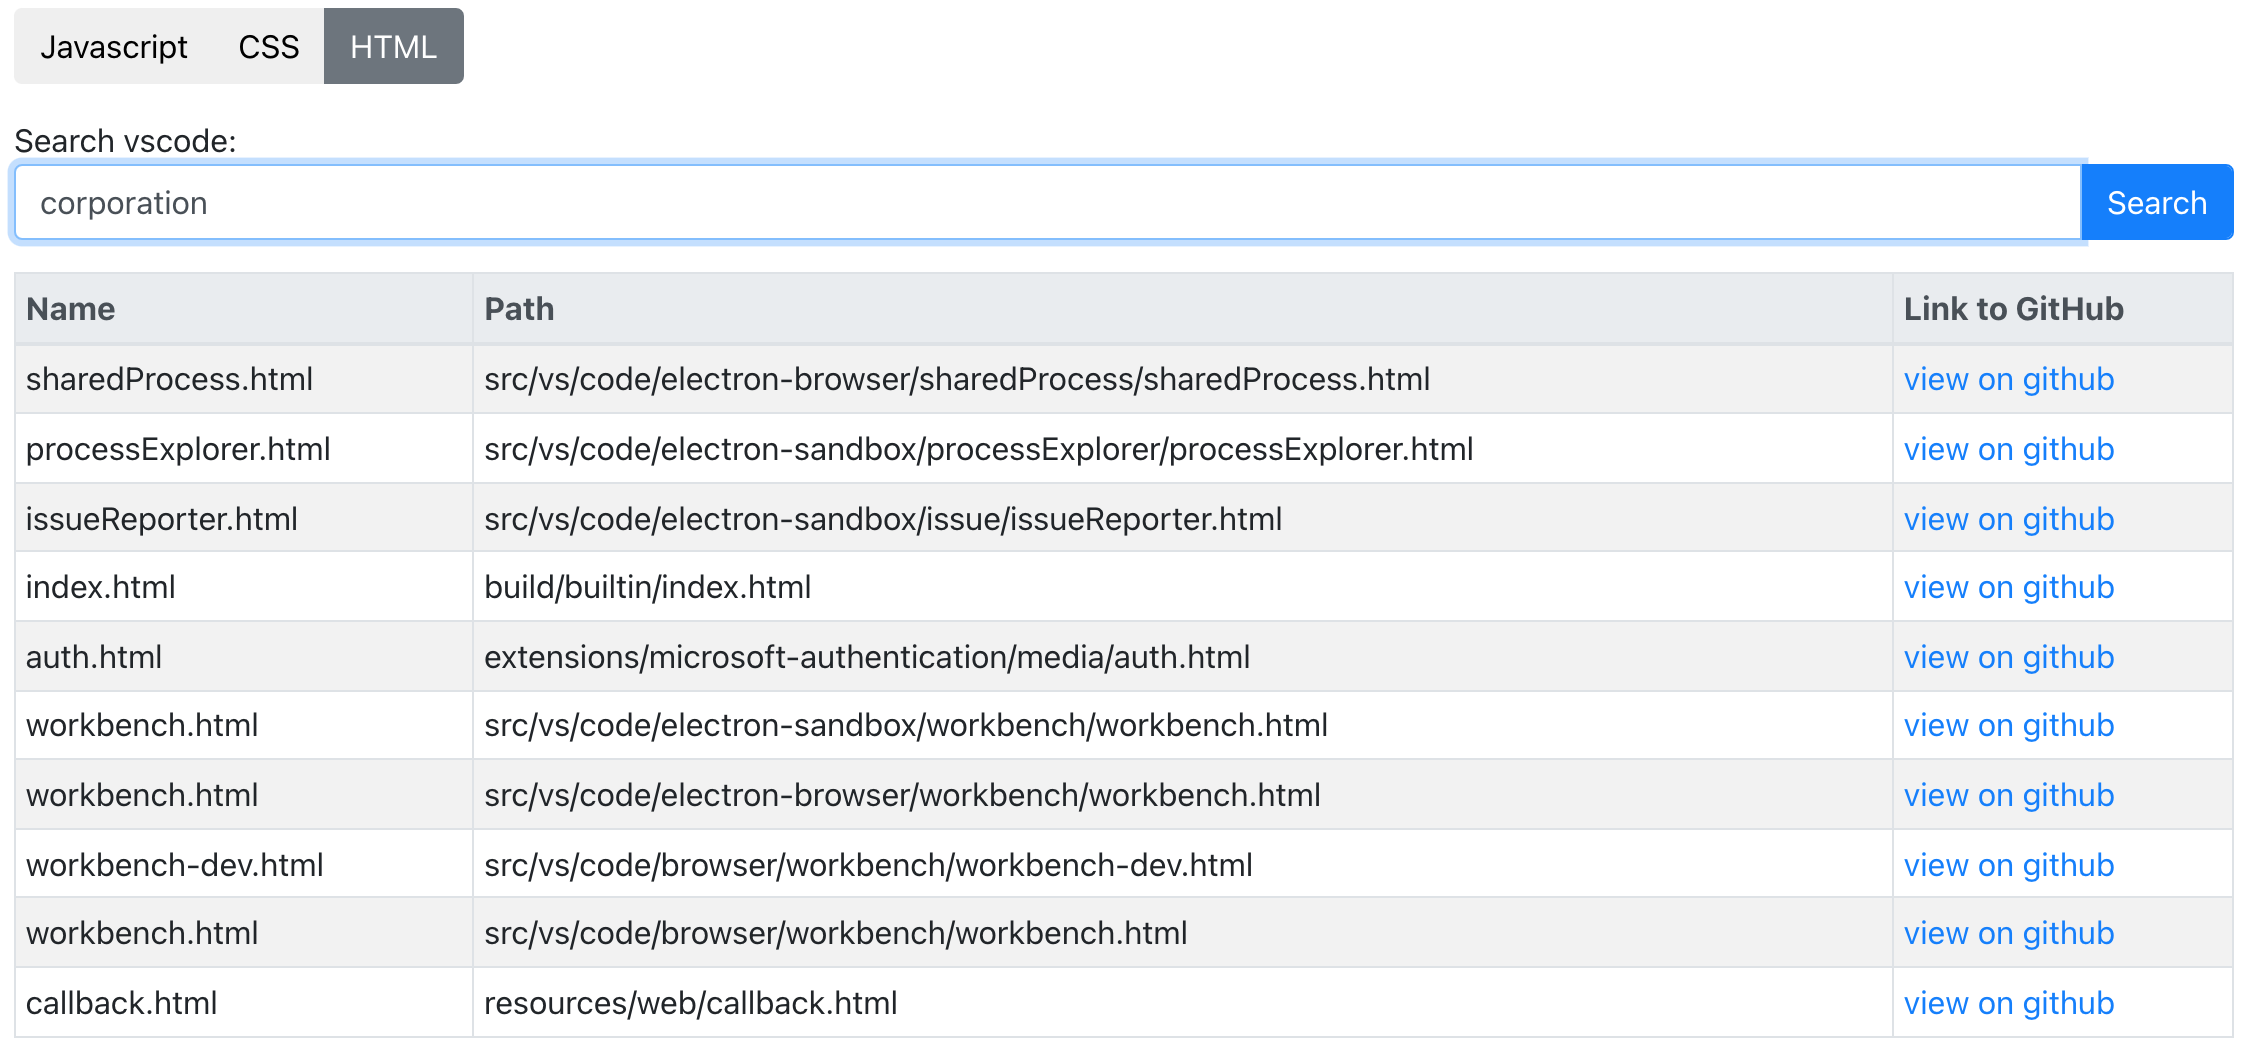 Javascript CSS HTML
Search vscode:
corporation Search
Name Path Link to GitHub
sharedProcess.html src/vs/code/electron-browser/sharedProcess/sharedProcess.html view on github
processExplorer.html src/vs/code/electron-sandbox/processExplorer/processExplorer.html view on github
issueReporter.html src/vs/code/electron-sandbox/issue/issueReporter.html view on github
index.html build/builtin/index.html view on github
auth.html extensions/microsoft-authentication/media/auth.html view on github
workbench.html src/vs/code/electron-sandbox/workbench/workbench.html view on github
workbench.html src/vs/code/electron-browser/workbench/workbench.html view on github
workbench-dev.html src/vs/code/browser/workbench/workbench-dev.html view on github
workbench.html src/vs/code/browser/workbench/workbench.html view on github
callback.html resources/web/callback.html view on github